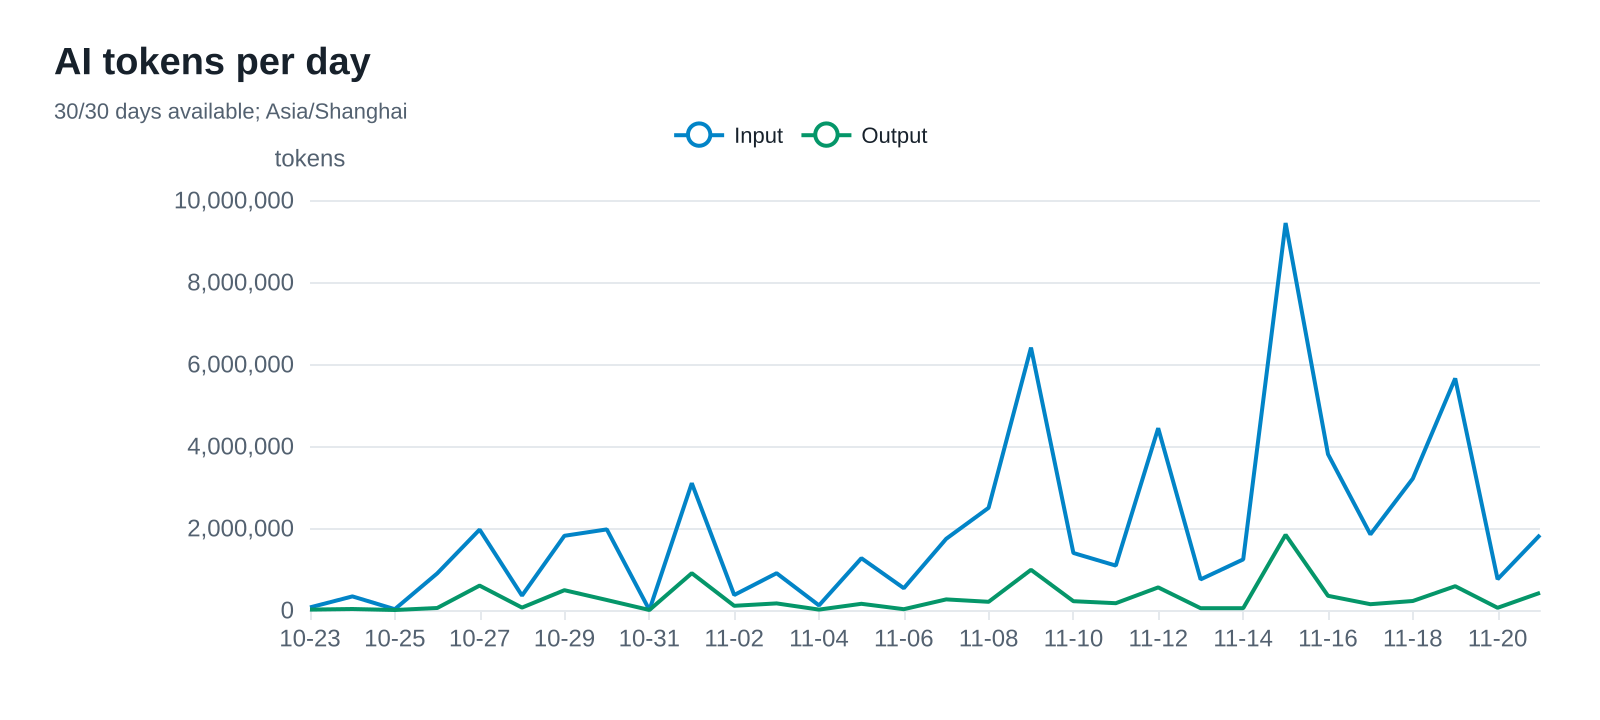 AI tokens per day
30/30 days available; Asia/Shanghai
Input Output
tokens
10,000,000
8,000,000
6,000,000
4,000,000
2,000,000
0
10-23 10-25 10-27 10-29 10-31 11-02 11-04 11-06 11-08 11-10 11-12 11-14 11-16 11-18 11-20